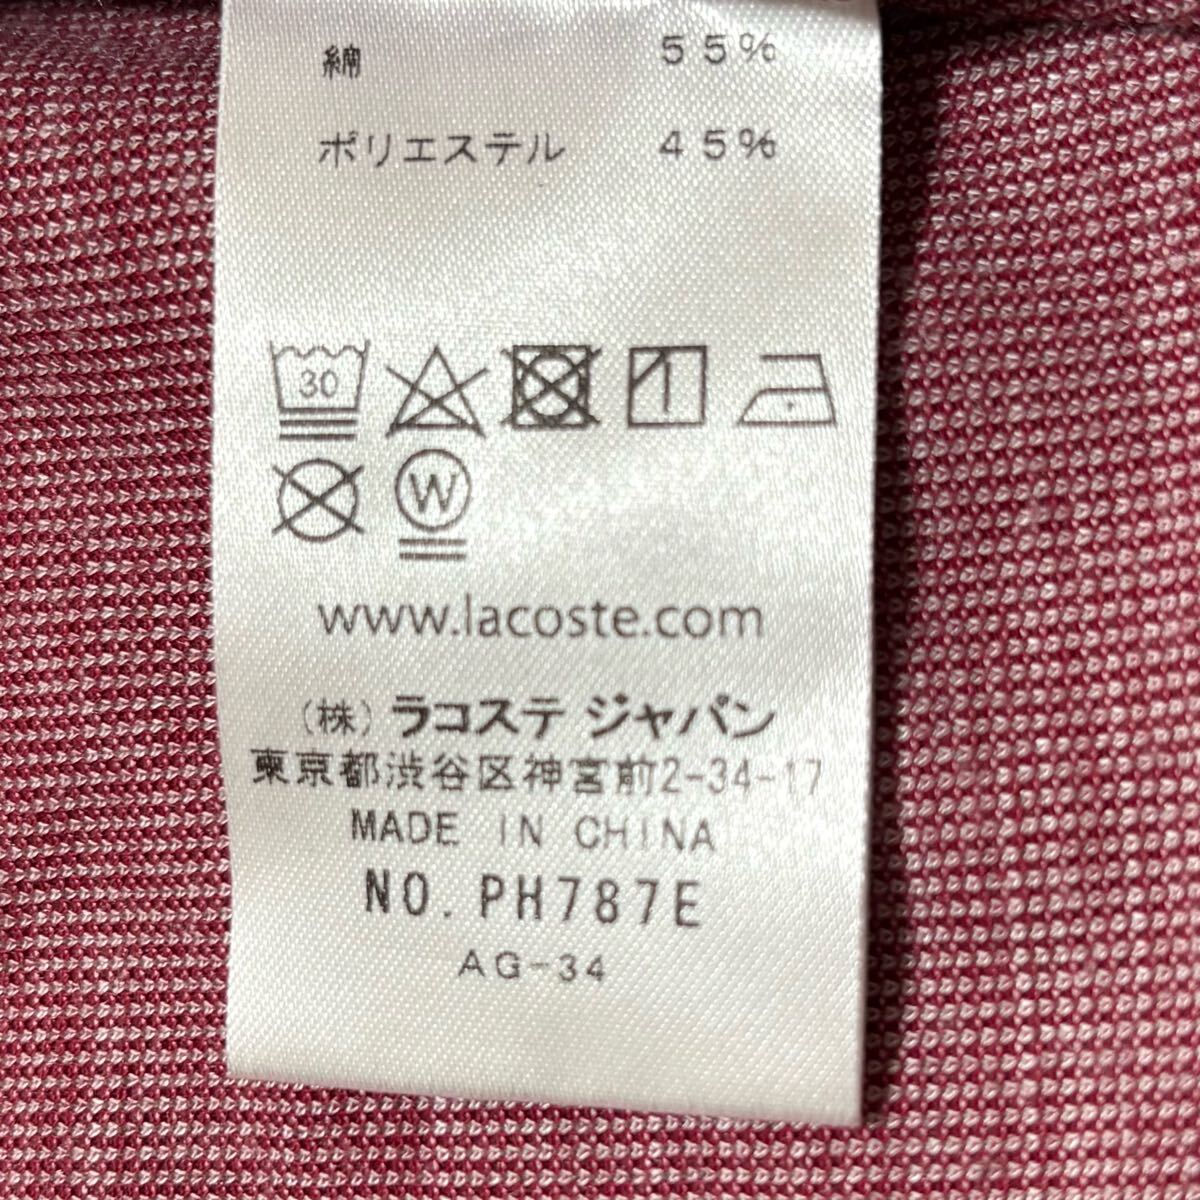 綿 55%
ポリエステル 45%
30
W
www.lacoste.com
(株)ラコステ ジャパン
東京都渋谷区神宮前2-34-17
MADE IN CHINA
NO. PH787E
AG-34